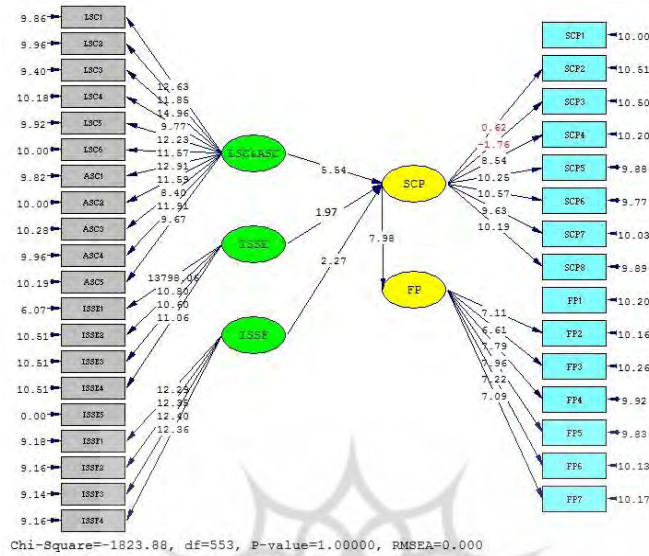 9.86 LSC1
9.96 LSC2
9.40 LSC3
10.18 LSC4
9.92 LSC5
10.00 LSC6
9.82 ASC1
10.00 ASC2
10.28 ASC3
9.96 ASC4
10.19 ASC5
6.07 ISSE1
10.51 ISSE2
10.51 ISSE3
10.51 ISSE4
0.00 ISSE5
9.18 ISSF1
9.16 ISSF2
9.14 ISSF3
9.16 ISSF4
12.63
11.85
14.96
9.77
12.23
11.57
12.91
11.59
8.40
11.91
9.67
13798.06
10.80
10.60
11.06
12.29
12.35
12.40
12.36
LSC&ASC
ISSE
ISSF
5.54
1.97
2.27
7.98
SCP
FP
0.62
-1.76
8.54
10.25
10.57
9.63
10.19
7.11
6.61
7.79
7.96
7.22
7.09
SCP1 10.00
SCP2 10.51
SCP3 10.50
SCP4 10.20
SCP5 9.88
SCP6 9.77
SCP7 10.03
SCP8 9.89
FP1 10.20
FP2 10.16
FP3 10.26
FP4 9.92
FP5 9.83
FP6 10.13
FP7 10.17
Chi-Square=-1823.88, df=553, P-value=1.00000, RMSEA=0.000